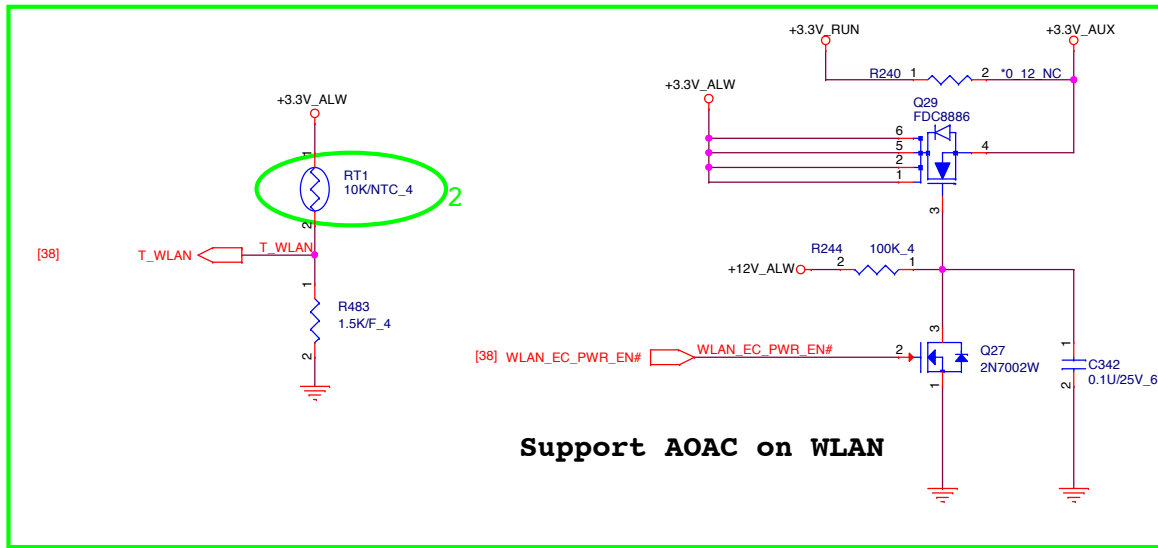 +3.3V_RUN
+3.3V_AUX
R240
1
2
*0_12_NC
+3.3V_ALW
+3.3V_ALW
Q29
FDC8886
6
5
2
1
4
3
1
RT1
10K/NTC_4
2
2
[38]
T_WLAN
T_WLAN
R244
100K_4
+12V_ALW
2
1
1
R483
1.5K/F_4
2
3
[38]
WLAN_EC_PWR_EN#
WLAN_EC_PWR_EN#
2
Q27
2N7002W
1
1
C342
0.1U/25V_6
2
Support AOAC on WLAN